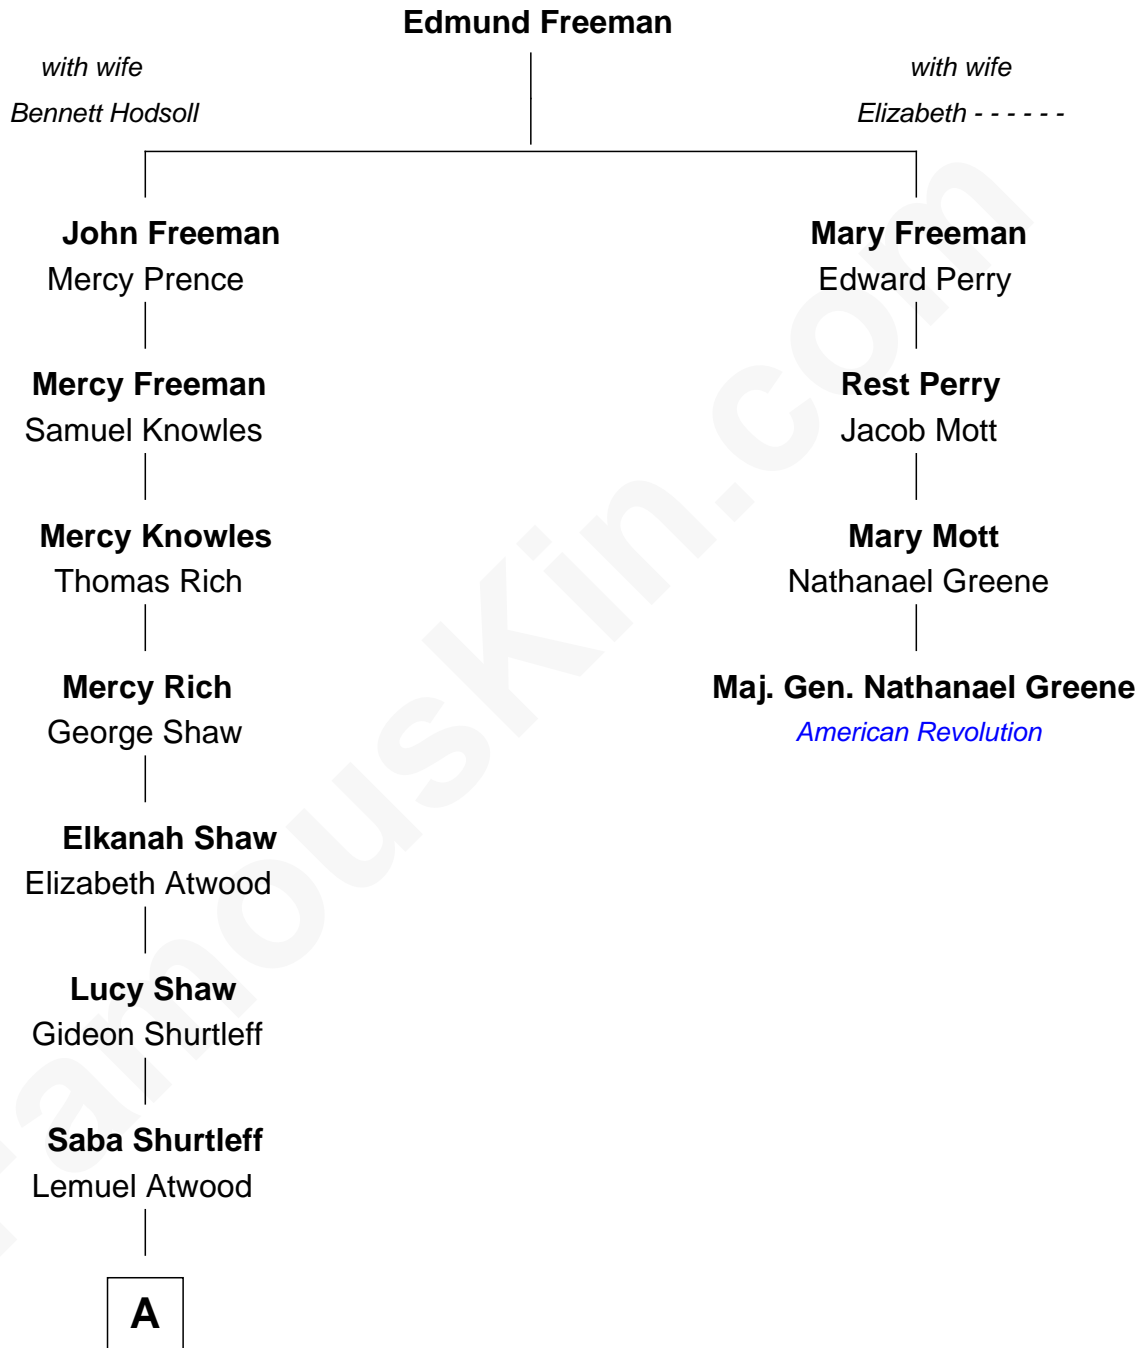 Edmund Freeman
with wife
Bennett Hodsoll
with wife
Elizabeth - - - - - -
John Freeman
Mercy Prence
Mary Freeman
Edward Perry
Mercy Freeman
Samuel Knowles
Rest Perry
Jacob Mott
Mercy Knowles
Thomas Rich
Mary Mott
Nathanael Greene
Mercy Rich
George Shaw
Maj. Gen. Nathanael Greene
American Revolution
Elkanah Shaw
Elizabeth Atwood
Lucy Shaw
Gideon Shurtleff
Saba Shurtleff
Lemuel Atwood
A
FamousKin.com